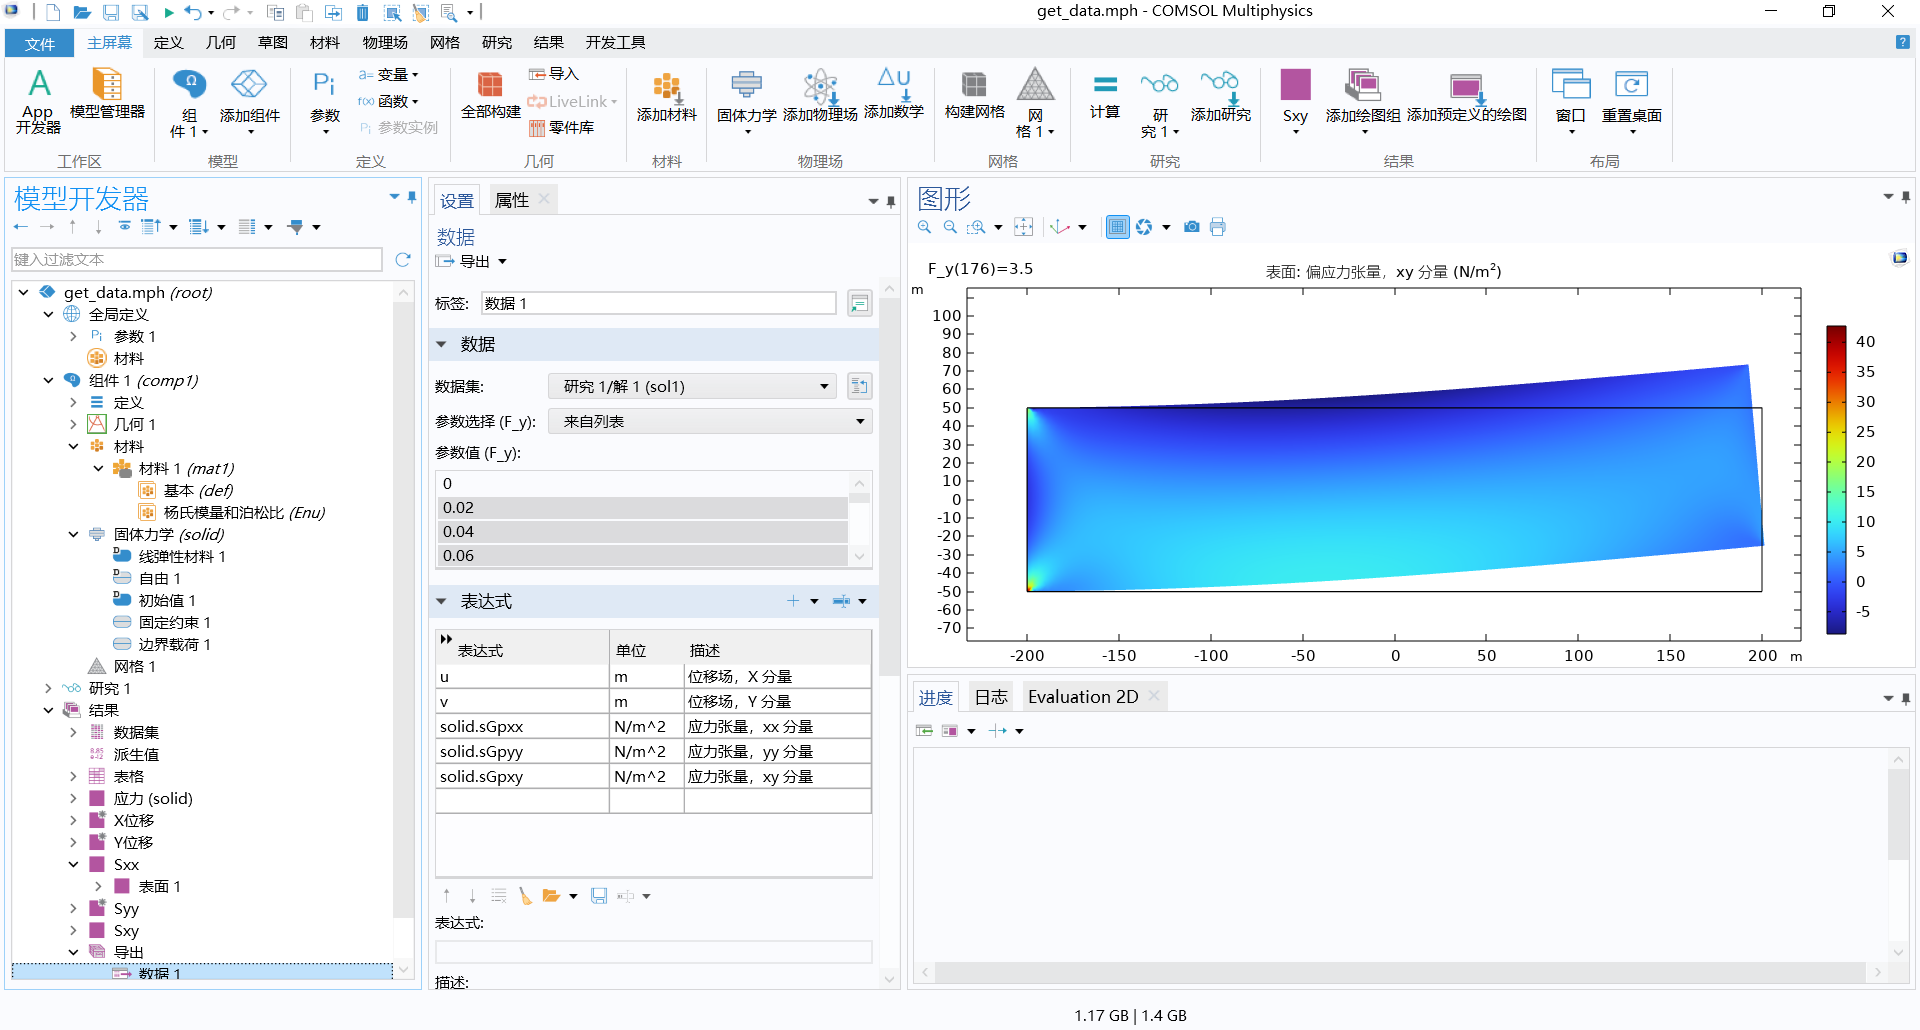 get_data.mph - COMSOL Multiphysics
文件 主屏幕 定义 几何 草图 材料 物理场 网格 研究 结果 开发工具
App
开发器
模型管理器
工作区
组
件 1
添加组件
模型
Pi
参数
a= 变量
f(x) 函数
Pi 参数实例
定义
全部构建
导入
LiveLink
零件库
几何
添加材料
材料
固体力学
添加物理场
ΔU
添加数学
物理场
构建网格
网
格 1
网格
计算
研
究 1
添加研究
研究
Sxy
添加绘图组
添加预定义的绘图
结果
窗口
重置桌面
布局
模型开发器
键入过滤文本
get_data.mph (root)
全局定义
Pi 参数 1
材料
组件 1 (comp1)
定义
几何 1
材料
材料 1 (mat1)
基本 (def)
杨氏模量和泊松比 (Enu)
固体力学 (solid)
线弹性材料 1
自由 1
初始值 1
固定约束 1
边界载荷 1
网格 1
研究 1
结果
数据集
8.85
e-12
派生值
表格
应力 (solid)
X位移
Y位移
Sxx
表面 1
Syy
Sxy
导出
数据 1
设置 属性
数据
导出
标签: 数据 1
数据
数据集: 研究 1/解 1 (sol1)
参数选择 (F_y): 来自列表
参数值 (F_y):
0
0.02
0.04
0.06
表达式
表达式 单位 描述
u m 位移场，X 分量
v m 位移场，Y 分量
solid.sGpxx N/m^2 应力张量，xx 分量
solid.sGpyy N/m^2 应力张量，yy 分量
solid.sGpxy N/m^2 应力张量，xy 分量
表达式:
描述:
图形
F_y(176)=3.5 表面: 偏应力张量，xy 分量 (N/m²)
m
100
90
80
70
60
50
40
30
20
10
0
-10
-20
-30
-40
-50
-60
-70
-200 -150 -100 -50 0 50 100 150 200 m
40
35
30
25
20
15
10
5
0
-5
进度 日志 Evaluation 2D
1.17 GB | 1.4 GB